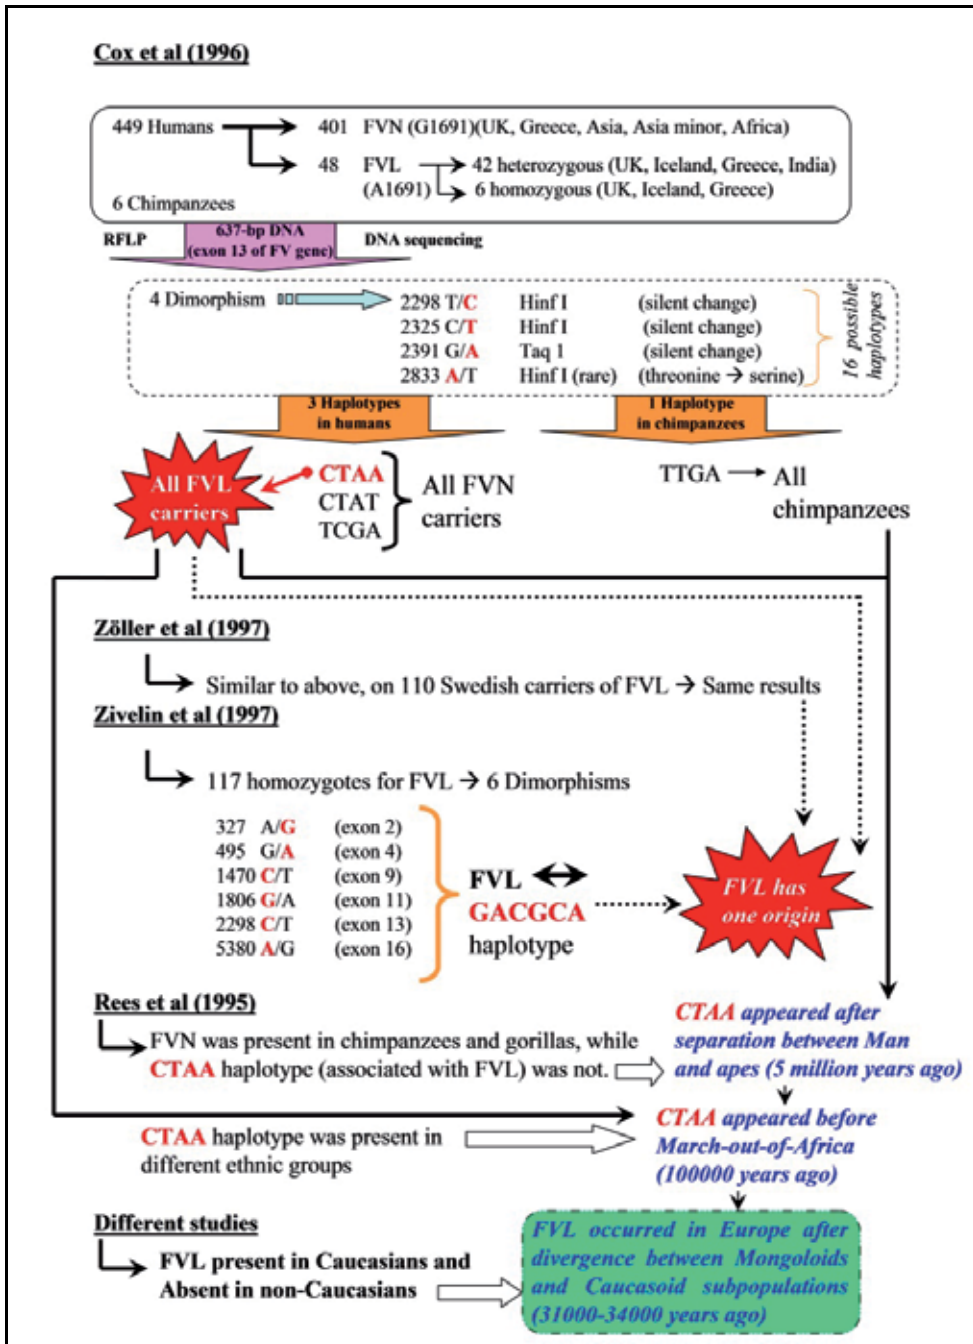 Cox et al (1996)
449 Humans
401 FVN (G1691)(UK, Greece, Asia, Asia minor, Africa)
48 FVL
(A1691)
42 heterozygous (UK, Iceland, Greece, India)
6 homozygous (UK, Iceland, Greece)
6 Chimpanzees
RFLP
637-bp DNA
(exon 13 of FV gene)
DNA sequencing
4 Dimorphism
2298 T/C Hinf I (silent change)
2325 C/T Hinf I (silent change)
2391 G/A Taq 1 (silent change)
2833 A/T Hinf I (rare) (threonine → serine)
16 possible
haplotypes
3 Haplotypes
in humans
1 Haplotype
in chimpanzees
All FVL
carriers
CTAA
CTAT
TCGA
All FVN
carriers
TTGA → All
chimpanzees
Zöller et al (1997)
Similar to above, on 110 Swedish carriers of FVL → Same results
Zivelin et al (1997)
117 homozygotes for FVL → 6 Dimorphisms
327 A/G (exon 2)
495 G/A (exon 4)
1470 C/T (exon 9)
1806 G/A (exon 11)
2298 C/T (exon 13)
5380 A/G (exon 16)
FVL
GACGCA
haplotype
FVL has
one origin
Rees et al (1995)
FVN was present in chimpanzees and gorillas, while
CTAA haplotype (associated with FVL) was not.
CTAA appeared after
separation between Man
and apes (5 million years ago)
CTAA haplotype was present in
different ethnic groups
CTAA appeared before
March-out-of-Africa
(100000 years ago)
Different studies
FVL present in Caucasians and
Absent in non-Caucasians
FVL occurred in Europe after
divergence between Mongoloids
and Caucasoid subpopulations
(31000-34000 years ago)